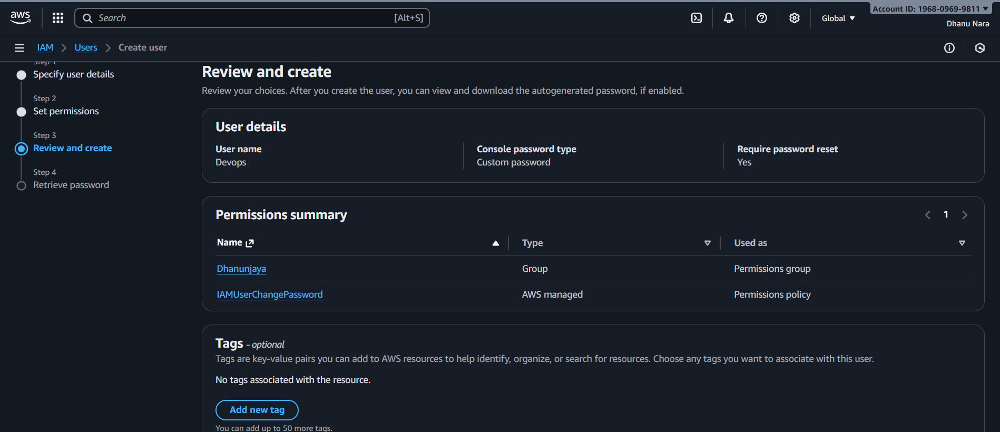 aws
Search [Alt+S]
Global
Account ID: 1968-0969-9811
Dhanu Nara
IAM > Users > Create user
Step 1
Specify user details
Step 2
Set permissions
Step 3
Review and create
Step 4
Retrieve password
Review and create
Review your choices. After you create the user, you can view and download the autogenerated password, if enabled.
User details
User name
Devops
Console password type
Custom password
Require password reset
Yes
Permissions summary
1
Name Type Used as
Dhanunjaya Group Permissions group
IAMUserChangePassword AWS managed Permissions policy
Tags - optional
Tags are key-value pairs you can add to AWS resources to help identify, organize, or search for resources. Choose any tags you want to associate with this user.
No tags associated with the resource.
Add new tag
You can add up to 50 more tags.